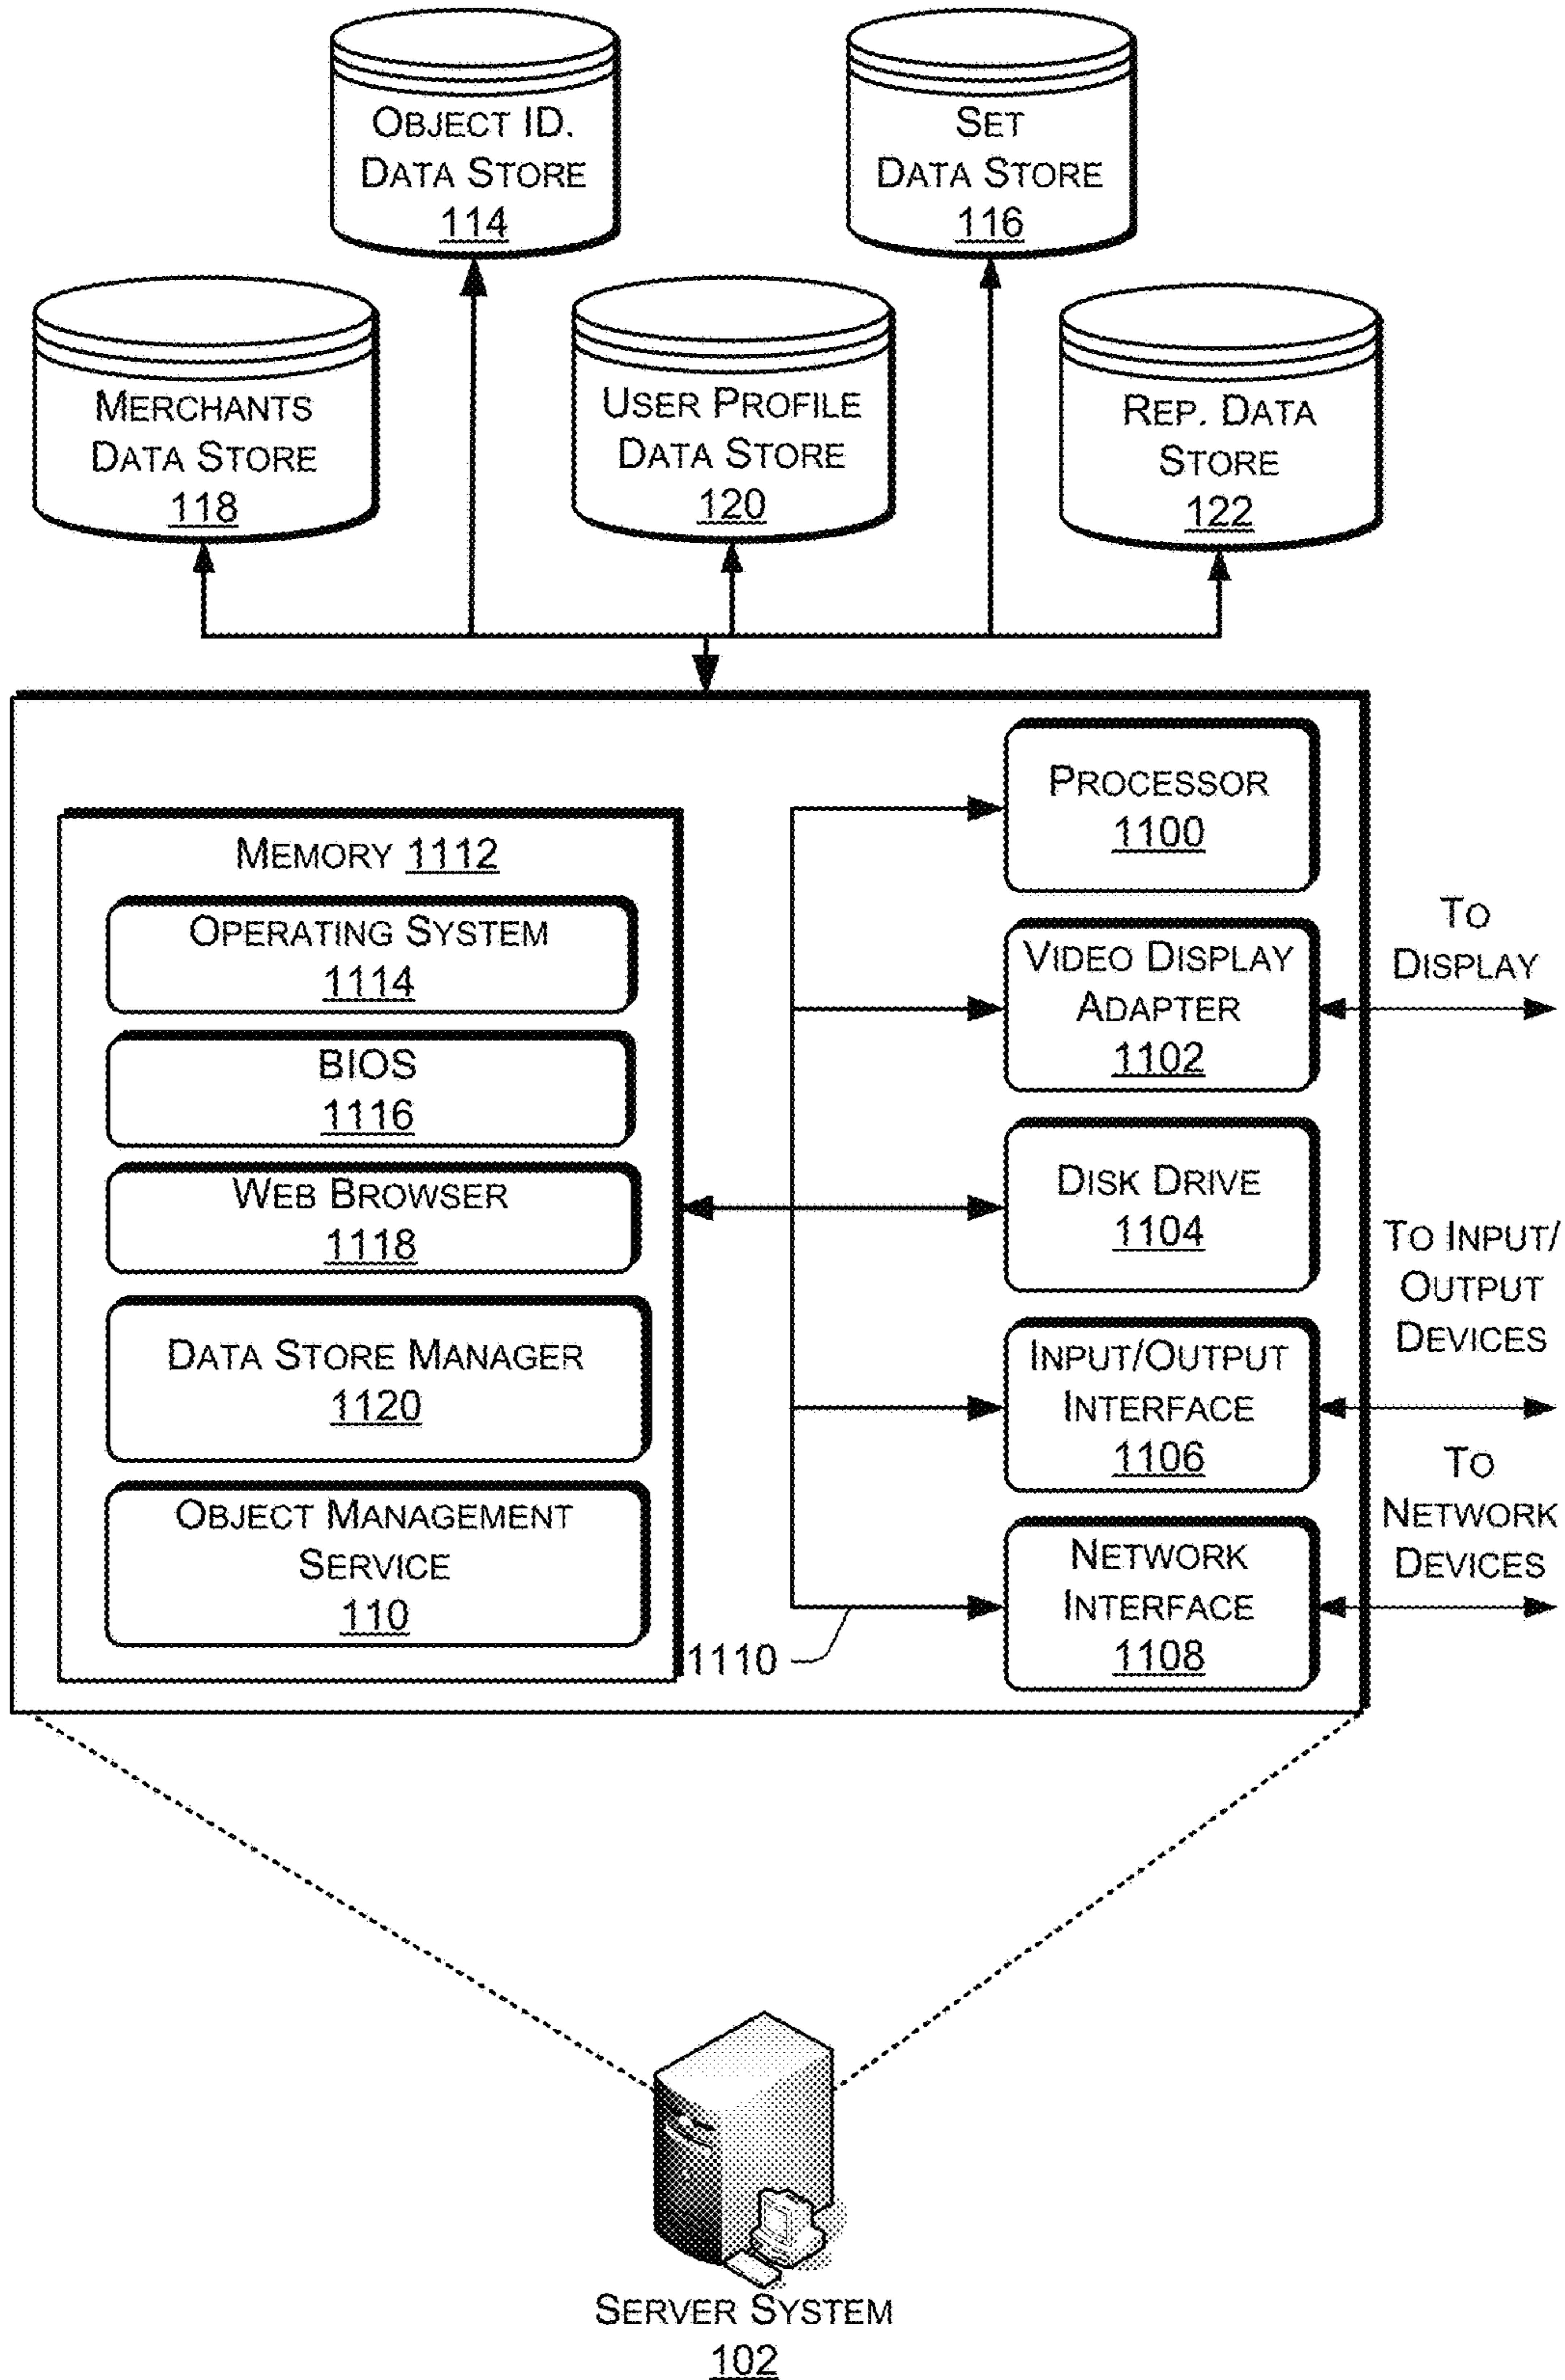 OBJECT ID.
DATA STORE
114
SET
DATA STORE
116
MERCHANTS
DATA STORE
118
USER PROFILE
DATA STORE
120
REP. DATA
STORE
122
MEMORY 1112
OPERATING SYSTEM
1114
BIOS
1116
WEB BROWSER
1118
DATA STORE MANAGER
1120
OBJECT MANAGEMENT
SERVICE
110
PROCESSOR
1100
VIDEO DISPLAY
ADAPTER
1102
DISK DRIVE
1104
INPUT/OUTPUT
INTERFACE
1106
NETWORK
INTERFACE
1108
1110
TO
DISPLAY
TO INPUT/
OUTPUT
DEVICES
TO
NETWORK
DEVICES
SERVER SYSTEM
102